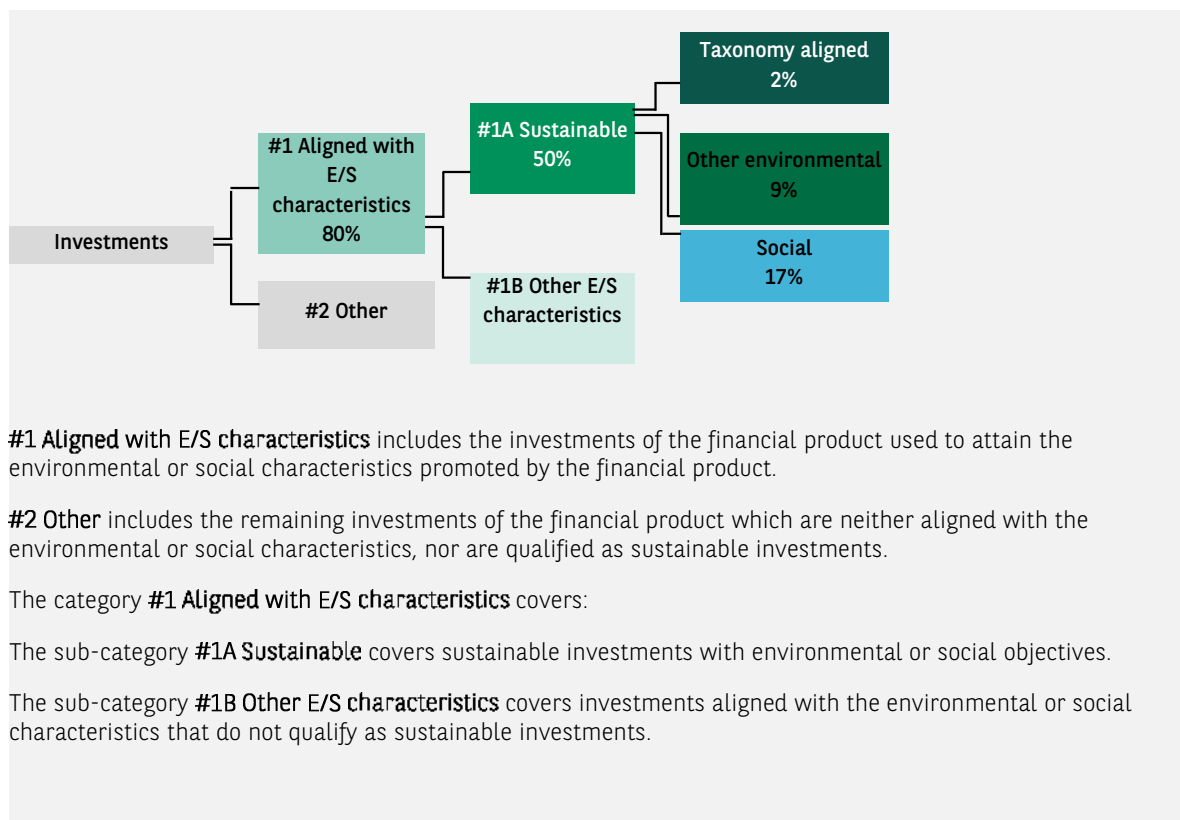 Taxonomy aligned
2%
#1A Sustainable
50%
#1 Aligned with
E/S
characteristics
80%
Other environmental
9%
Investments
Social
17%
#2 Other
#1B Other E/S
characteristics
#1 Aligned with E/S characteristics includes the investments of the financial product used to attain the
environmental or social characteristics promoted by the financial product.
#2 Other includes the remaining investments of the financial product which are neither aligned with the
environmental or social characteristics, nor are qualified as sustainable investments.
The category #1 Aligned with E/S characteristics covers:
The sub-category #1A Sustainable covers sustainable investments with environmental or social objectives.
The sub-category #1B Other E/S characteristics covers investments aligned with the environmental or social
characteristics that do not qualify as sustainable investments.